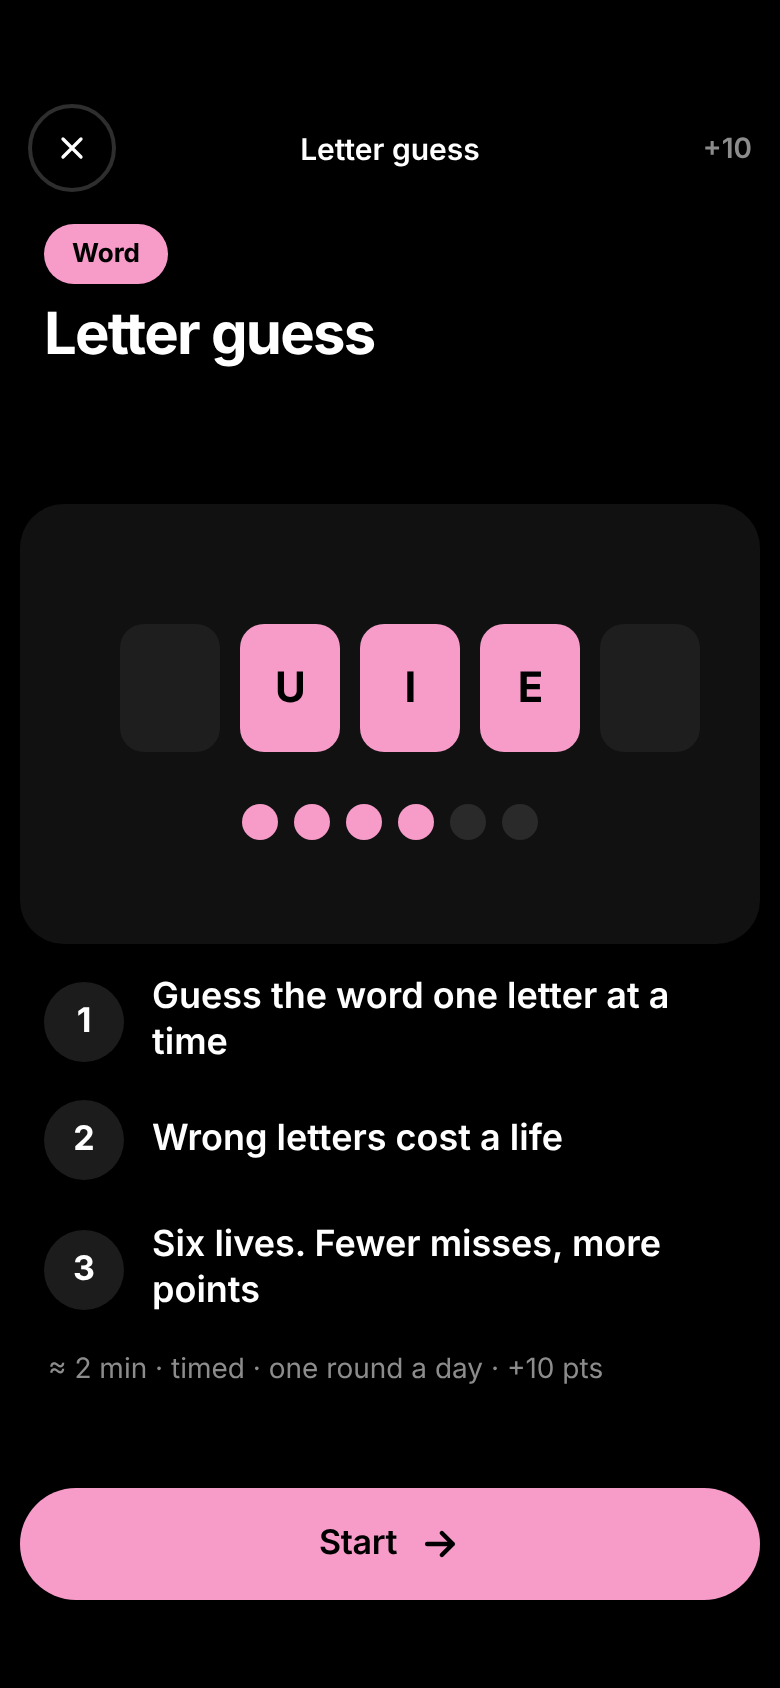 Letter guess
+10
Word
Letter guess
U I E
1
Guess the word one letter at a
time
2
Wrong letters cost a life
3
Six lives. Fewer misses, more
points
≈ 2 min · timed · one round a day · +10 pts
Start →